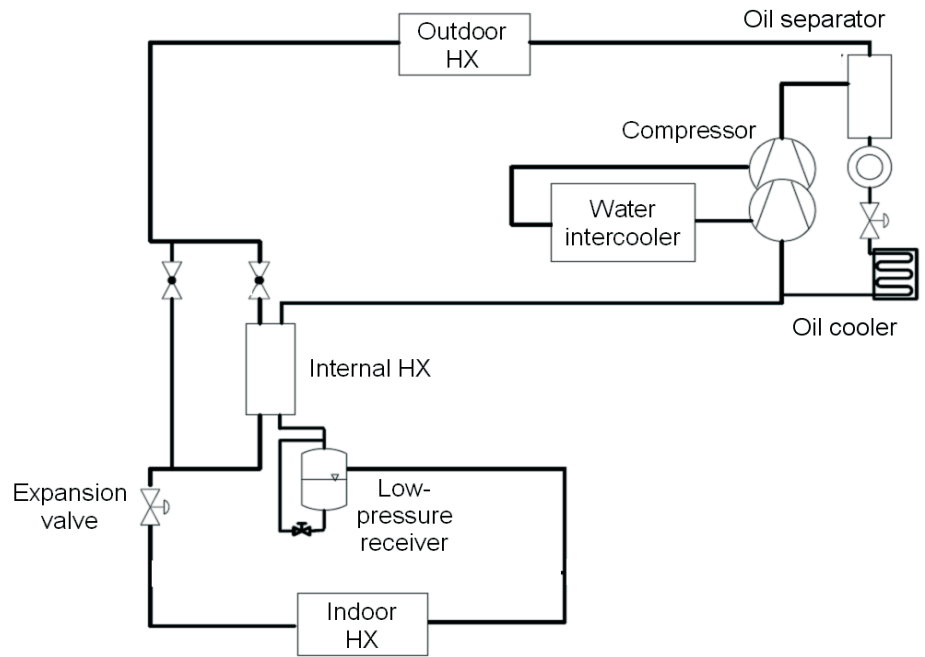 Oil separator
Outdoor
HX
Compressor
Water
intercooler
Oil cooler
Internal HX
Expansion
valve
Low-
pressure
receiver
Indoor
HX